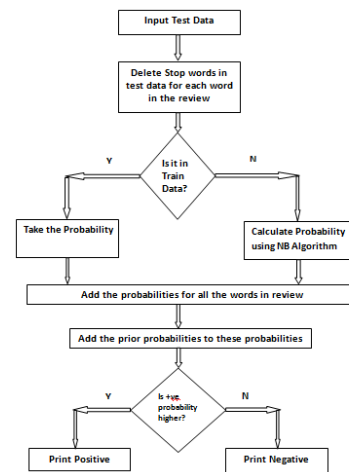 Input Test Data
Delete Stop words in
test data for each word
in the review
Y
Is it in
Train
Data?
N
Take the Probability
Calculate Probability
using NB Algorithm
Add the probabilities for all the words in review
Add the prior probabilities to these probabilities
Y
Is +ve
probability
higher?
N
Print Positive
Print Negative